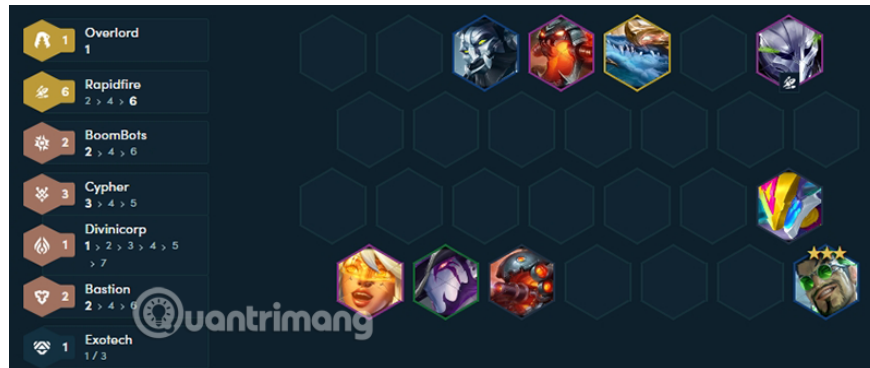 1 Overlord
1
6 Rapidfire
2 > 4 > 6
2 BoomBots
2 > 4 > 6
3 Cypher
3 > 4 > 5
1 Divinicorp
1 > 2 > 3 > 4 > 5
> 7
2 Bastion
2 > 4 > 6
1 Exotech
1 / 3
Quantrimang